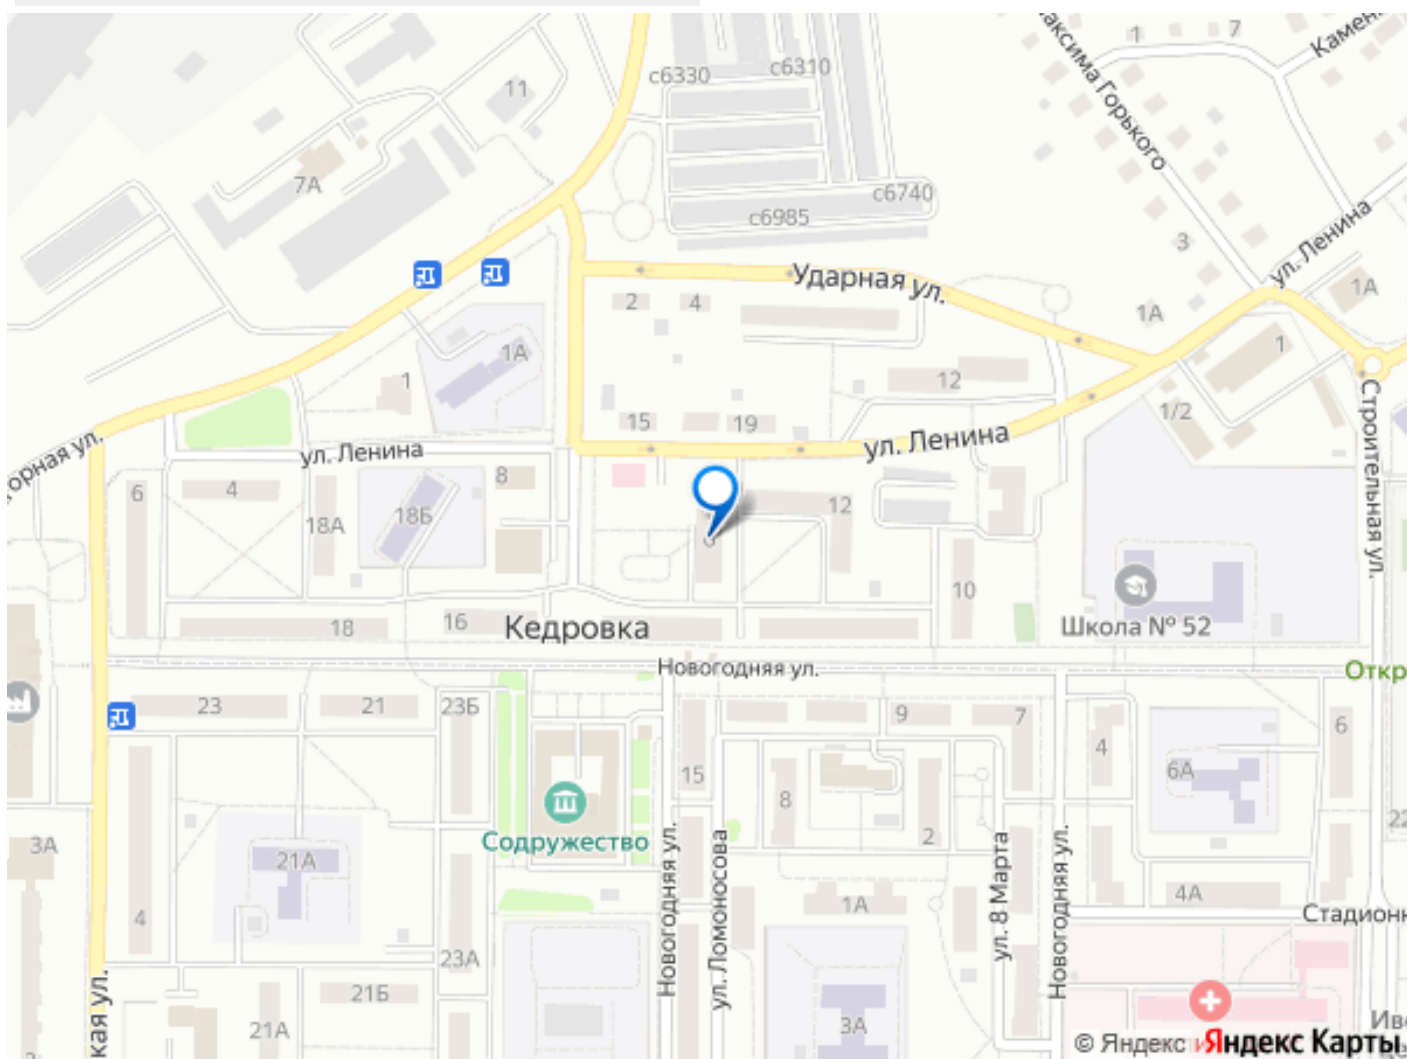 Максима Горького
1
7
Камен
с6330
с6310
11
7А
с6740
с6985
3
ул. Ленина
Ударная ул.
1А
1А
2
4
1А
1
1
12
15
19
1/2
горная ул.
ул. Ленина
ул. Ленина
Строительная ул.
6
4
18А
18Б
8
12
10
18
16
Кедровка
Школа № 52
Новогодняя ул.
Откр
23
21
23Б
9
7
4
6
6А
15
8
2
22
3А
Содружество
21А
4
Новогодняя ул.
ул. Ломоносова
ул. 8 Марта
Новогодняя ул.
1А
4А
Стадионн
23А
21Б
21А
кая ул.
3А
Ив
© Яндекс
Яндекс Карты